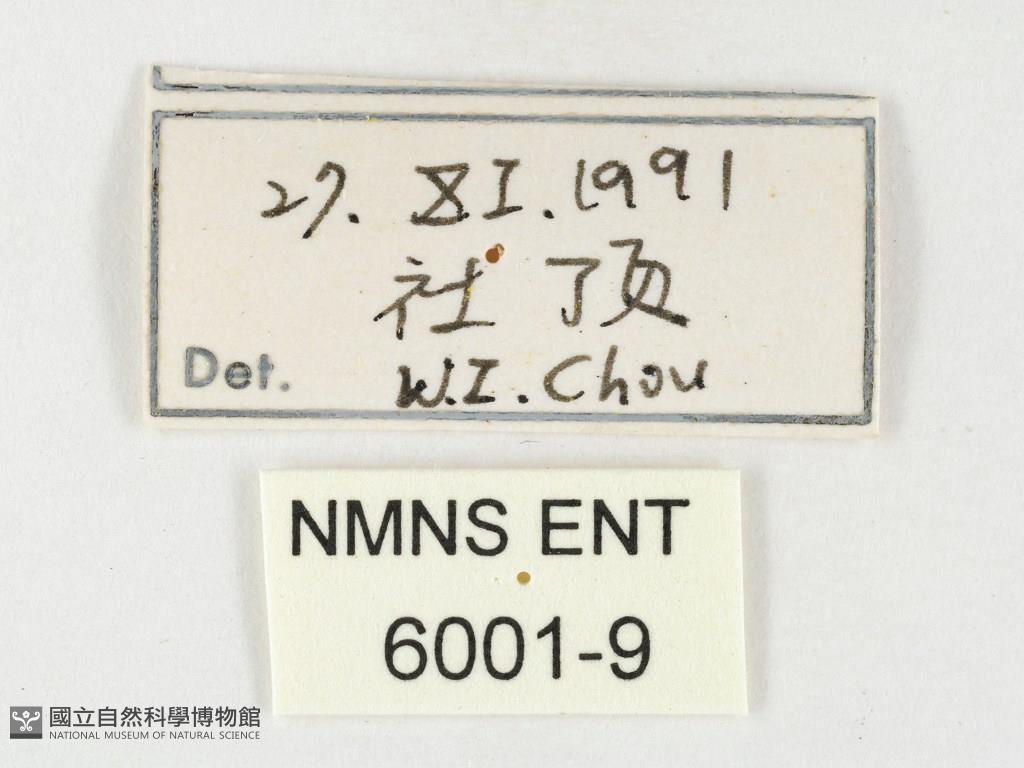 27. XI. 1991
社 顶
Det. W.I. Chou
NMNS ENT
6001-9
國立自然科學博物館
NATIONAL MUSEUM OF NATURAL SCIENCE